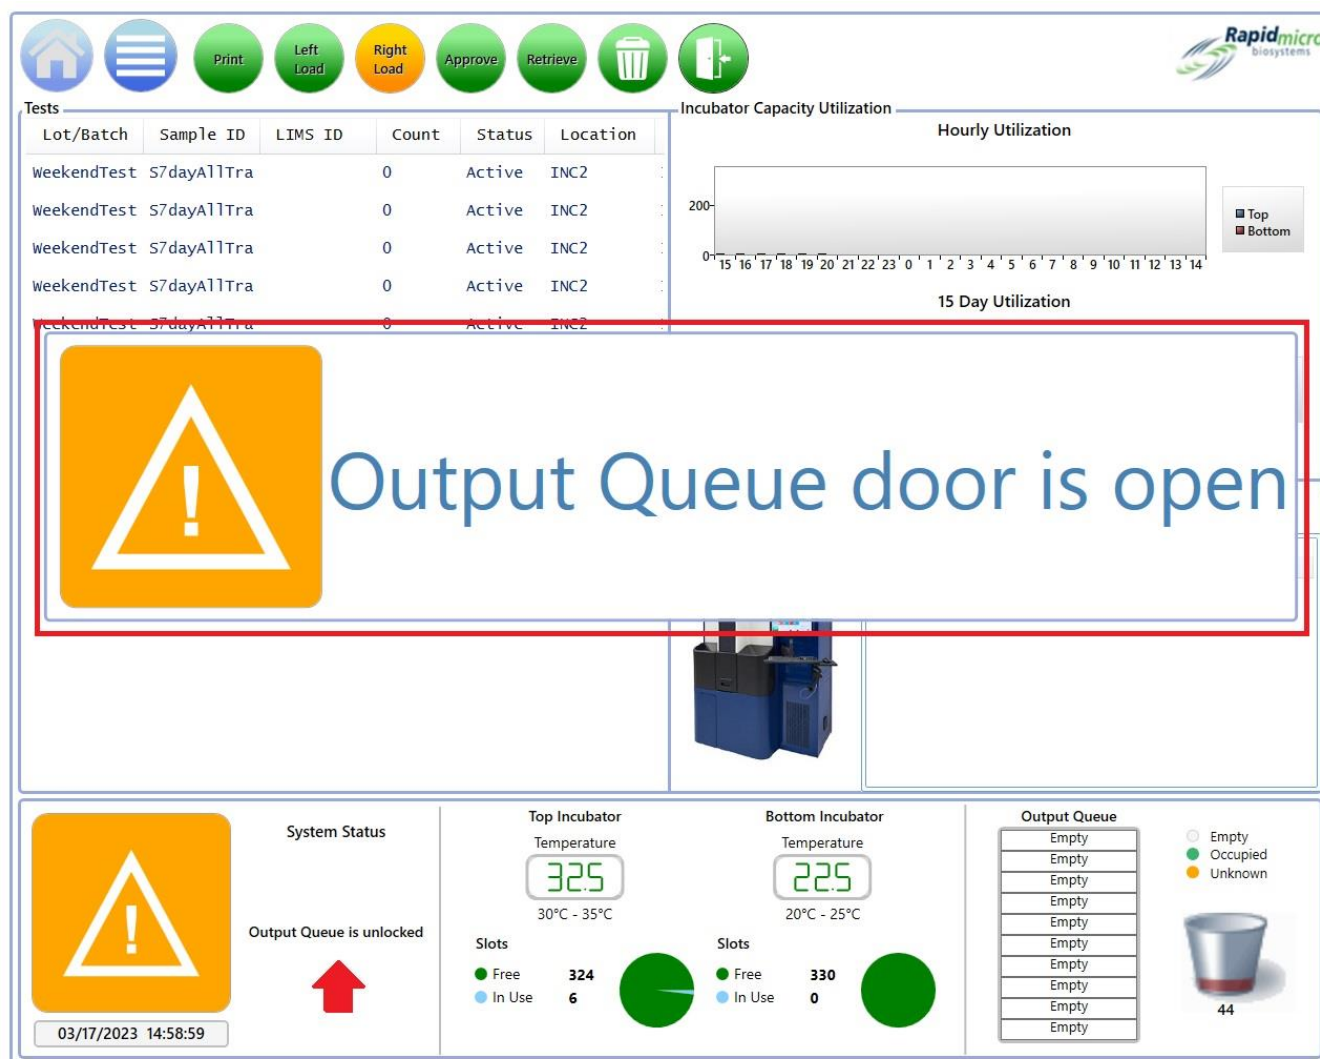 Print
Left Load
Right Load
Approve
Retrieve
Rapidmicro
biosystems
Tests
Lot/Batch Sample ID LIMS ID Count Status Location
WeekendTest S7dayAllTra 0 Active INC2
WeekendTest S7dayAllTra 0 Active INC2
WeekendTest S7dayAllTra 0 Active INC2
WeekendTest S7dayAllTra 0 Active INC2
WeekendTest S7dayAllTra 0 Active INC2
Incubator Capacity Utilization
Hourly Utilization
200
0
15 16 17 18 19 20 21 22 23 0 1 2 3 4 5 6 7 8 9 10 11 12 13 14
Top
Bottom
15 Day Utilization
! Output Queue door is open
!
System Status
Output Queue is unlocked
03/17/2023 14:58:59
Top Incubator
Temperature
32.5
30°C - 35°C
Slots
Free 324
In Use 6
Bottom Incubator
Temperature
22.5
20°C - 25°C
Slots
Free 330
In Use 0
Output Queue
Empty
Empty
Empty
Empty
Empty
Empty
Empty
Empty
Empty
Empty
Empty
Occupied
Unknown
44